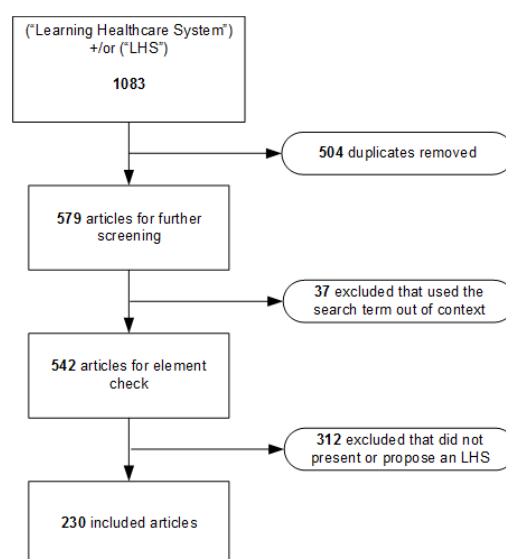 (“Learning Healthcare System”)
+/or (“LHS”)
1083
504 duplicates removed
579 articles for further
screening
37 excluded that used the
search term out of context
542 articles for element
check
312 excluded that did not
present or propose an LHS
230 included articles